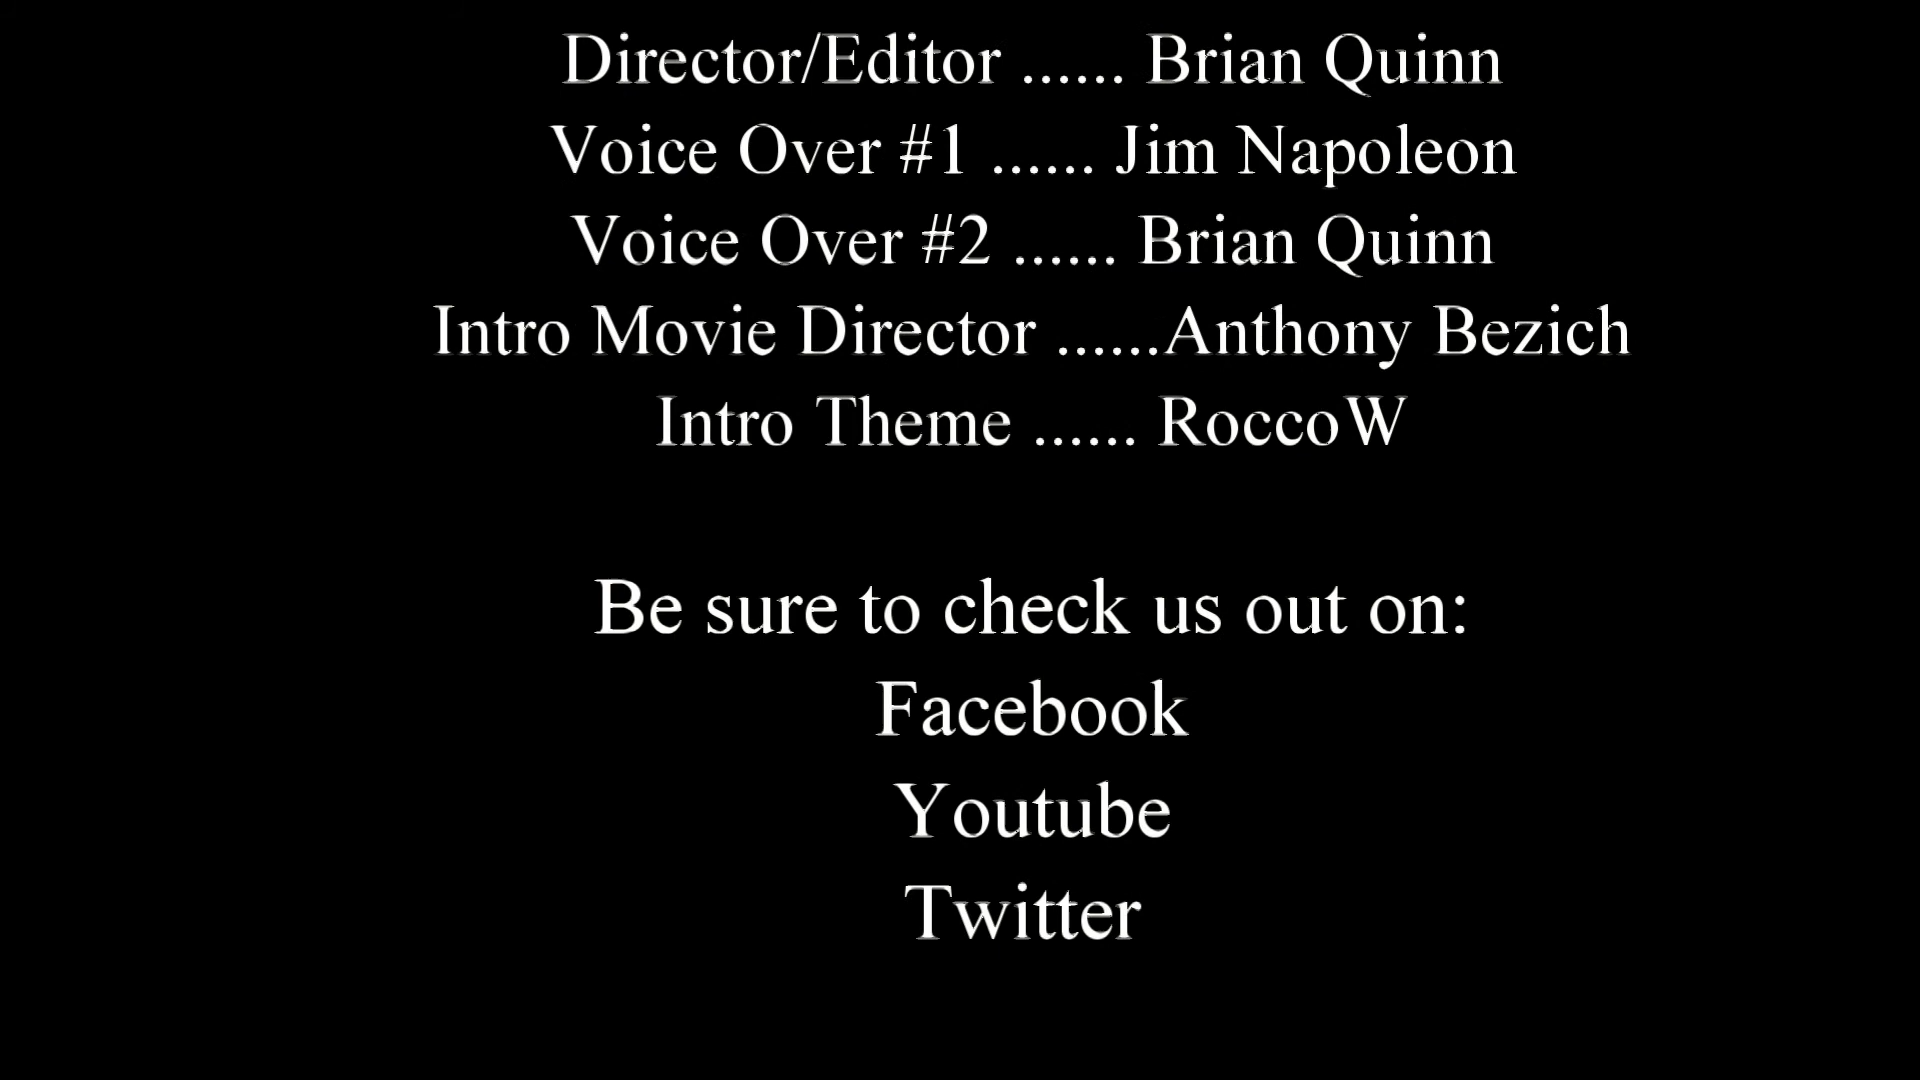 Director/Editor ...... Brian Quinn
Voice Over #1 ...... Jim Napoleon
Voice Over #2 ...... Brian Quinn
Intro Movie Director ......Anthony Bezich
Intro Theme ...... RoccoW
Be sure to check us out on:
Facebook
Youtube
Twitter